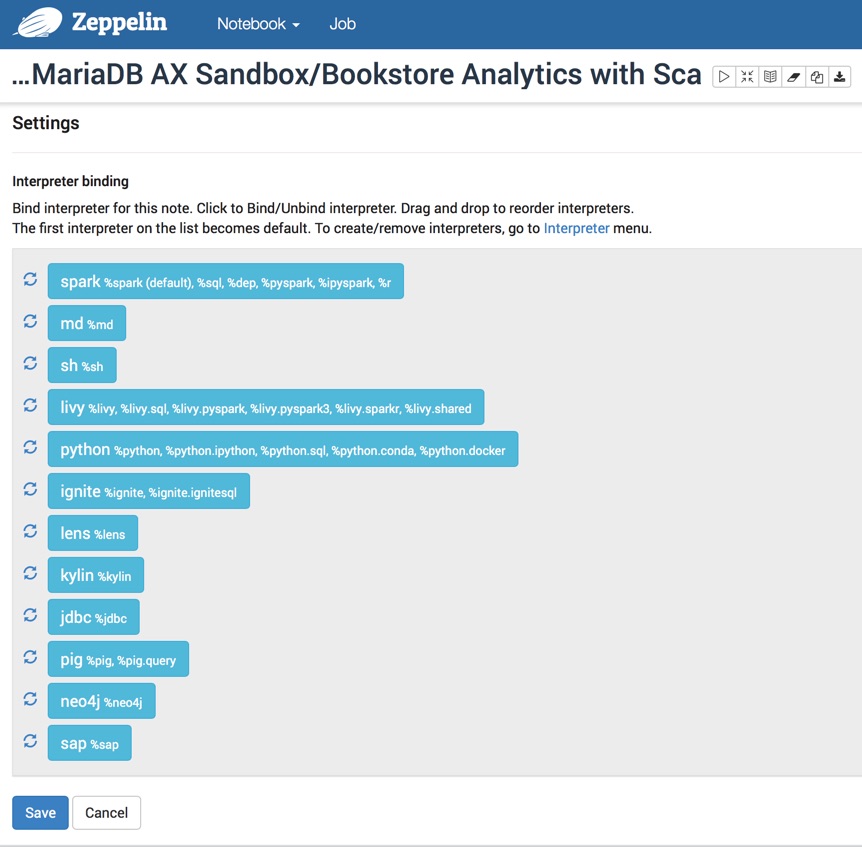 Zeppelin Notebook Job
...MariaDB AX Sandbox/Bookstore Analytics with Sca
Settings
Interpreter binding
Bind interpreter for this note. Click to Bind/Unbind interpreter. Drag and drop to reorder interpreters.
The first interpreter on the list becomes default. To create/remove interpreters, go to Interpreter menu.
spark %spark (default), %sql, %dep, %pyspark, %ipyspark, %r
md %md
sh %sh
livy %livy, %livy.sql, %livy.pyspark, %livy.pyspark3, %livy.sparkr, %livy.shared
python %python, %python.ipython, %python.sql, %python.conda, %python.docker
ignite %ignite, %ignite.ignitesql
lens %lens
kylin %kylin
jdbc %jdbc
pig %pig, %pig.query
neo4j %neo4j
sap %sap
Save Cancel